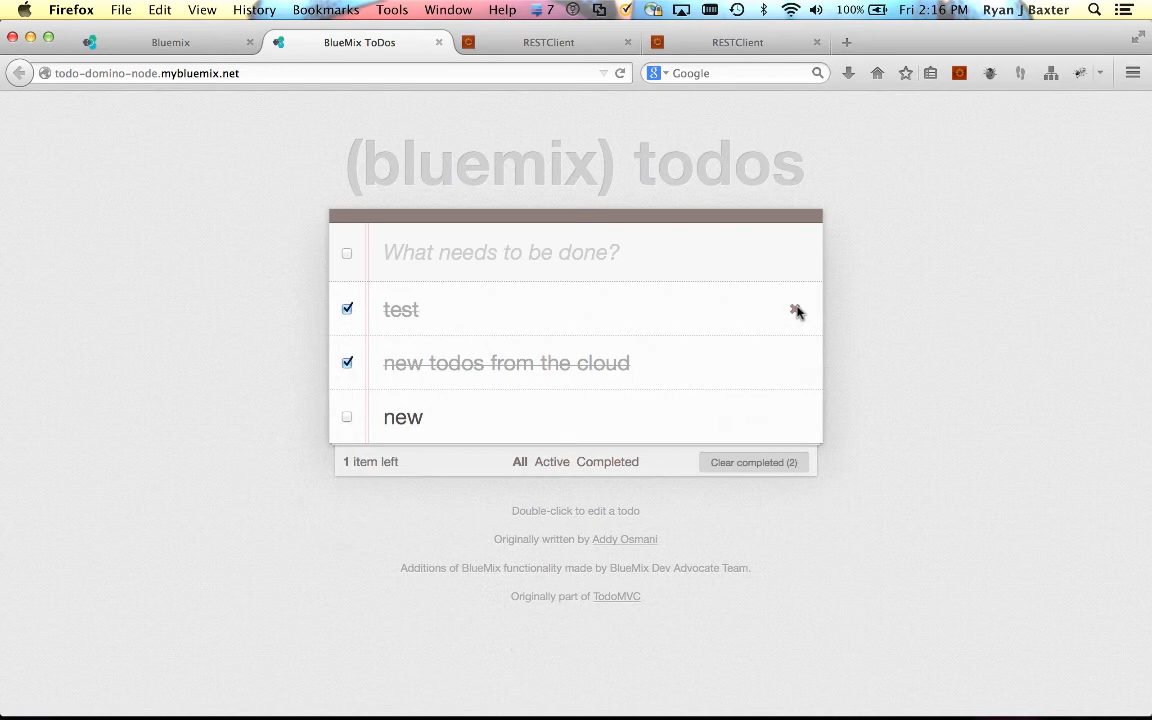 Firefox File Edit View History Bookmarks Tools Window Help 7 100% Fri 2:16 PM Ryan J Baxter
Bluemix BlueMix ToDos RESTClient RESTClient
todo-domino-node.mybluemix.net Google
(bluemix) todos
What needs to be done?
test
new todos from the cloud
new
1 item left All Active Completed Clear completed (2)
Double-click to edit a todo
Originally written by Addy Osmani
Additions of BlueMix functionality made by BlueMix Dev Advocate Team.
Originally part of TodoMVC